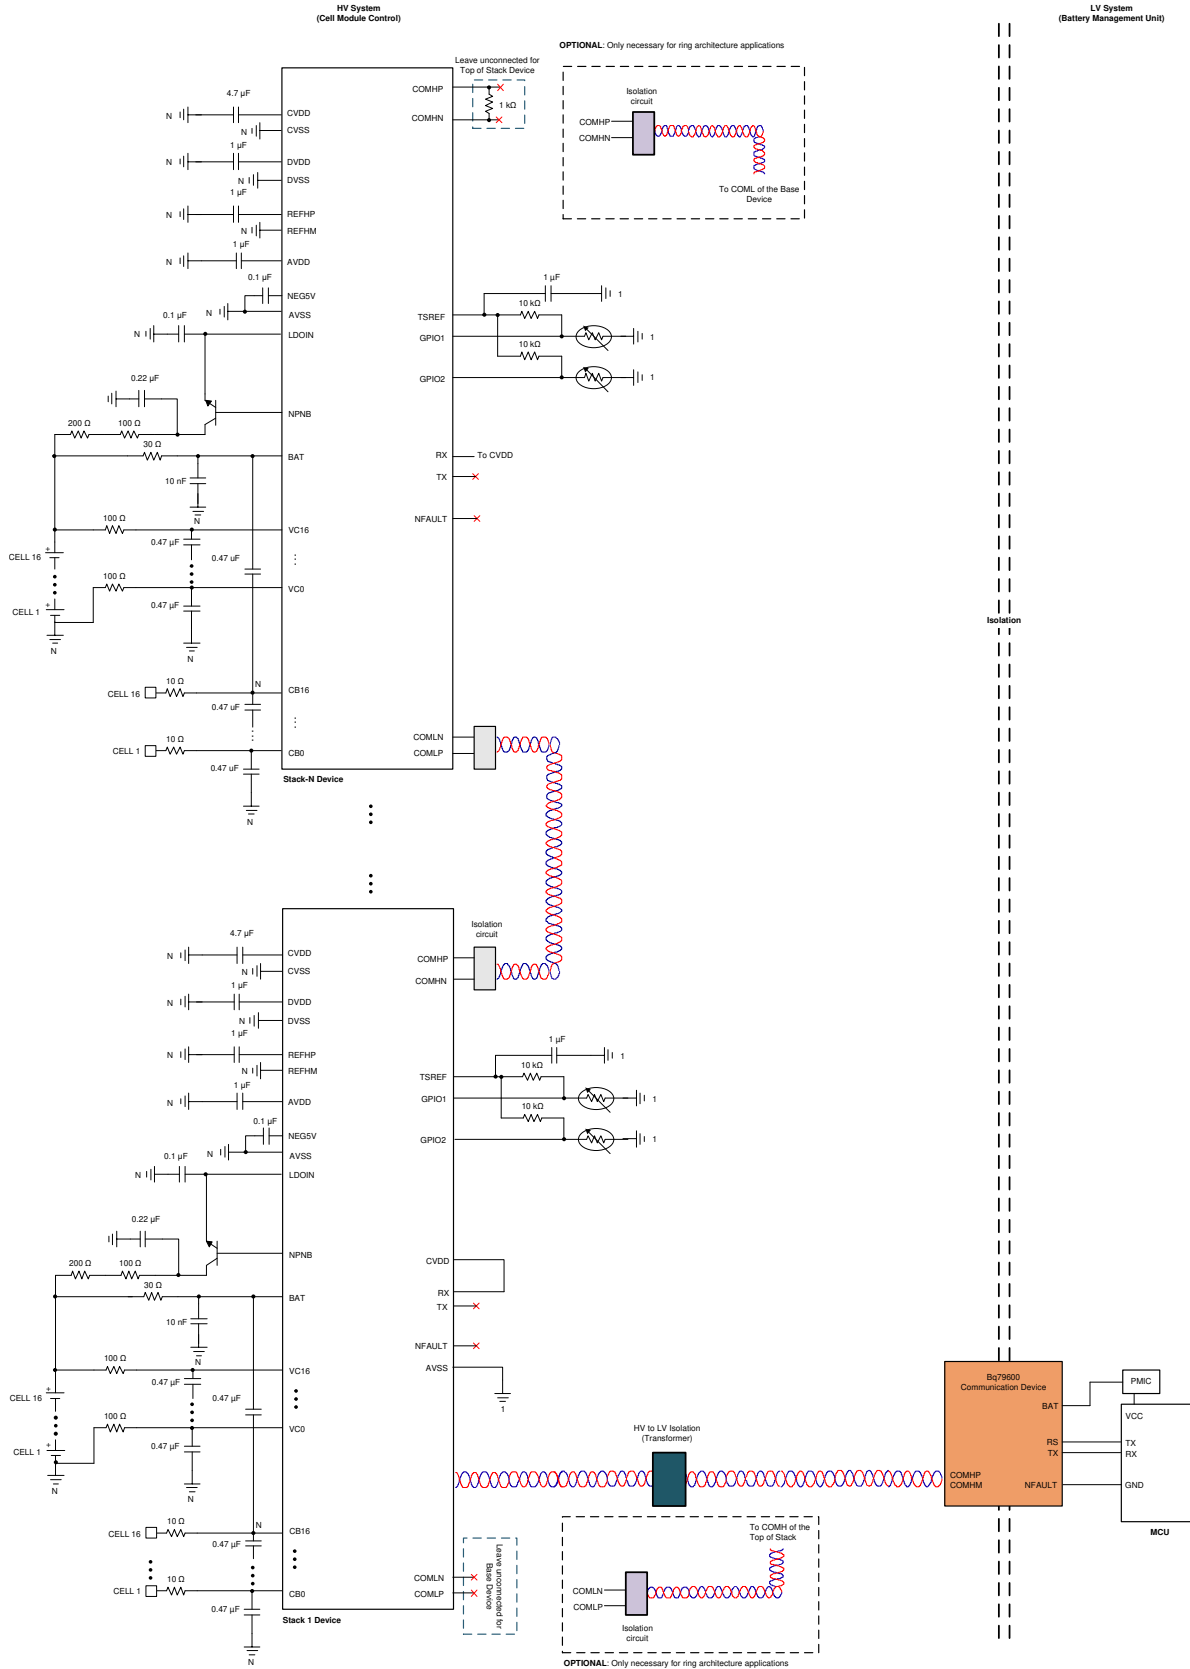 HV System
(Cell Module Control)
LV System
(Battery Management Unit)
OPTIONAL: Only necessary for ring architecture applications
Leave unconnected for
Top of Stack Device
COMHP
1 kΩ
COMHN
Isolation
circuit
COMHP
COMHN
To COML of the Base
Device
4.7 µF
N
CVDD
N
CVSS
1 µF
N
DVDD
N
DVSS
1 µF
N
REFHP
N
REFHM
1 µF
N
AVDD
0.1 µF
NEG5V
N
AVSS
0.1 µF
N
LDOIN
1 µF
1
TSREF
10 kΩ
GPIO1
1
10 kΩ
GPIO2
1
0.22 µF
NPNB
200 Ω
100 Ω
30 Ω
BAT
10 nF
N
RX
To CVDD
TX
NFAULT
100 Ω
VC16
0.47 µF
0.47 uF
CELL 16
+
100 Ω
VC0
0.47 µF
CELL 1
+
N
N
Isolation
10 Ω
N
CELL 16
CB16
0.47 uF
10 Ω
CELL 1
CB0
0.47 uF
N
COMLN
COMLP
Stack-N Device
4.7 µF
N
CVDD
N
CVSS
1 µF
N
DVDD
N
DVSS
1 µF
N
REFHP
N
REFHM
1 µF
N
AVDD
0.1 µF
NEG5V
N
AVSS
0.1 µF
N
LDOIN
Isolation
circuit
COMHP
COMHN
1 µF
1
TSREF
10 kΩ
GPIO1
1
10 kΩ
GPIO2
1
0.22 µF
NPNB
200 Ω
100 Ω
30 Ω
BAT
10 nF
N
CVDD
RX
TX
NFAULT
AVSS
1
100 Ω
VC16
0.47 µF
0.47 µF
CELL 16
+
100 Ω
VC0
0.47 µF
CELL 1
+
N
N
HV to LV Isolation
(Transformer)
Bq79600
Communication Device
BAT
RS
TX
COMHP
COMHM
NFAULT
PMIC
VCC
TX
RX
GND
MCU
10 Ω
N
CELL 16
CB16
0.47 µF
10 Ω
CELL 1
CB0
0.47 µF
N
COMLN
COMLP
Leave unconnected for
Base Device
Stack 1 Device
To COMH of the
Top of Stack
COMLN
COMLP
Isolation
circuit
OPTIONAL: Only necessary for ring architecture applications